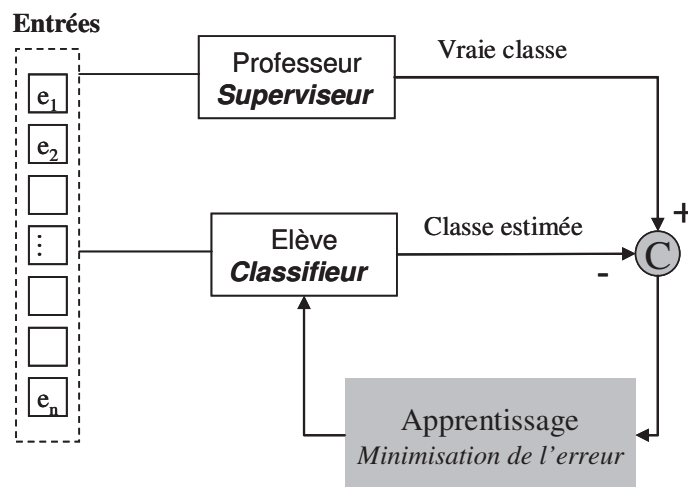 Entrées
e1
e2
⋮
en
Professeur
Superviseur
Vraie classe
+
Elève
Classifieur
Classe estimée
-
C
Apprentissage
Minimisation de l'erreur